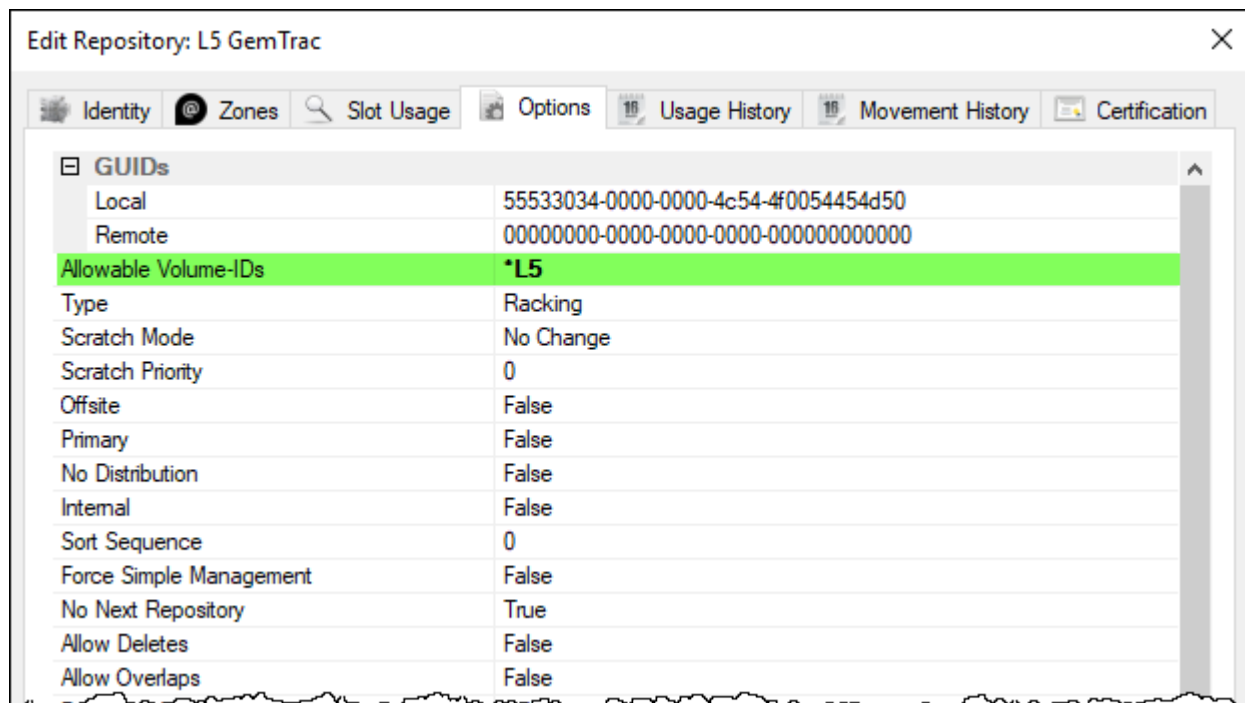 Edit Repository: L5 GemTrac
Identity Zones Slot Usage Options Usage History Movement History Certification
GUIDs
Local 55533034-0000-0000-4c54-4f0054454d50
Remote 00000000-0000-0000-0000-000000000000
Allowable Volume-IDs *L5
Type Racking
Scratch Mode No Change
Scratch Priority 0
Offsite False
Primary False
No Distribution False
Internal False
Sort Sequence 0
Force Simple Management False
No Next Repository True
Allow Deletes False
Allow Overlaps False